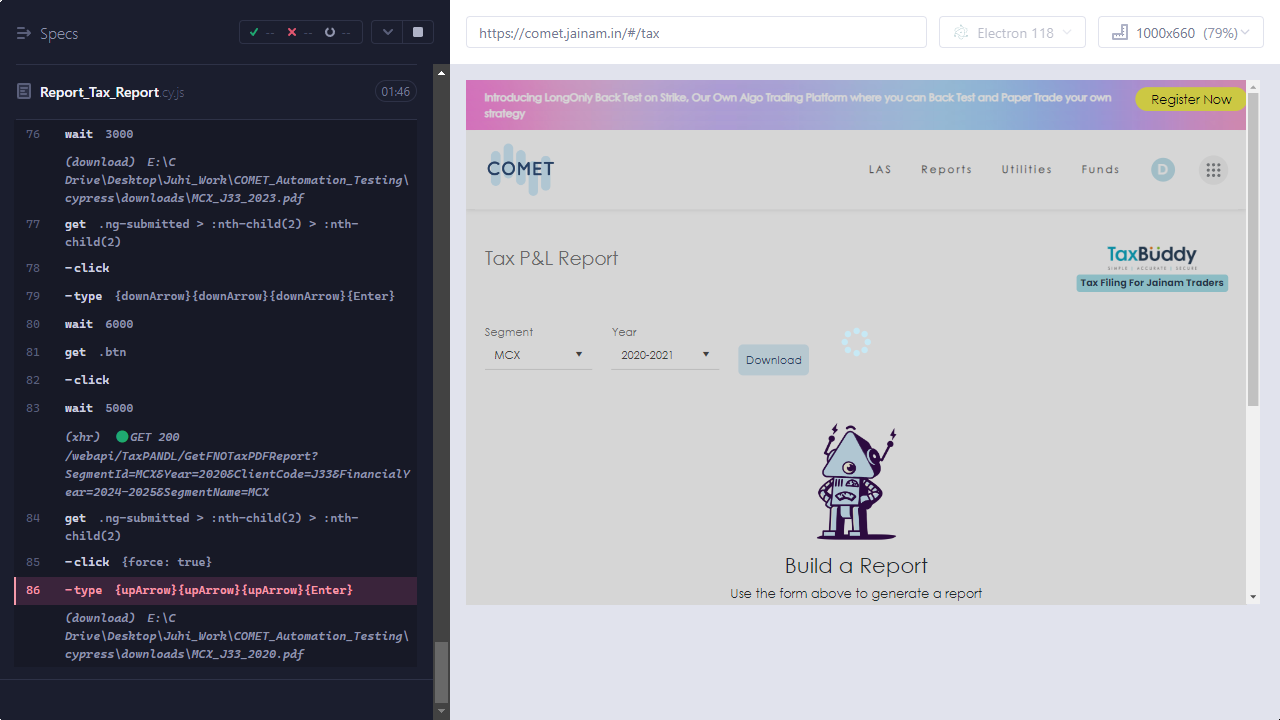 Specs
-- -- --
Report_Tax_Report.cy.js 01:46
76 wait 3000
(download) E:\C
Drive\Desktop\Juhi_Work\COMET_Automation_Testing\
cypress\downloads\MCX_J33_2023.pdf
77 get .ng-submitted > :nth-child(2) > :nth-
child(2)
78 -click
79 -type {downArrow}{downArrow}{downArrow}{Enter}
80 wait 6000
81 get .btn
82 -click
83 wait 5000
(xhr) GET 200
/webapi/TaxPANDL/GetFNOTaxPDFReport?
SegmentId=MCX&Year=2020&ClientCode=J33&FinancialY
ear=2024-2025&SegmentName=MCX
84 get .ng-submitted > :nth-child(2) > :nth-
child(2)
85 -click {force: true}
86 -type {upArrow}{upArrow}{upArrow}{Enter}
(download) E:\C
Drive\Desktop\Juhi_Work\COMET_Automation_Testing\
cypress\downloads\MCX_J33_2020.pdf
https://comet.jainam.in/#/tax
Electron 118
1000x660 (79%)
Introducing LongOnly Back Test on Strike, Our Own Algo Trading Platform where you can Back Test and Paper Trade your own
strategy
Register Now
COMET
LAS Reports Utilities Funds D
Tax P&L Report
TaxBuddy
SIMPLE | ACCURATE | SECURE
Tax Filing For Jainam Traders
Segment Year
MCX 2020-2021 Download
Build a Report
Use the form above to generate a report